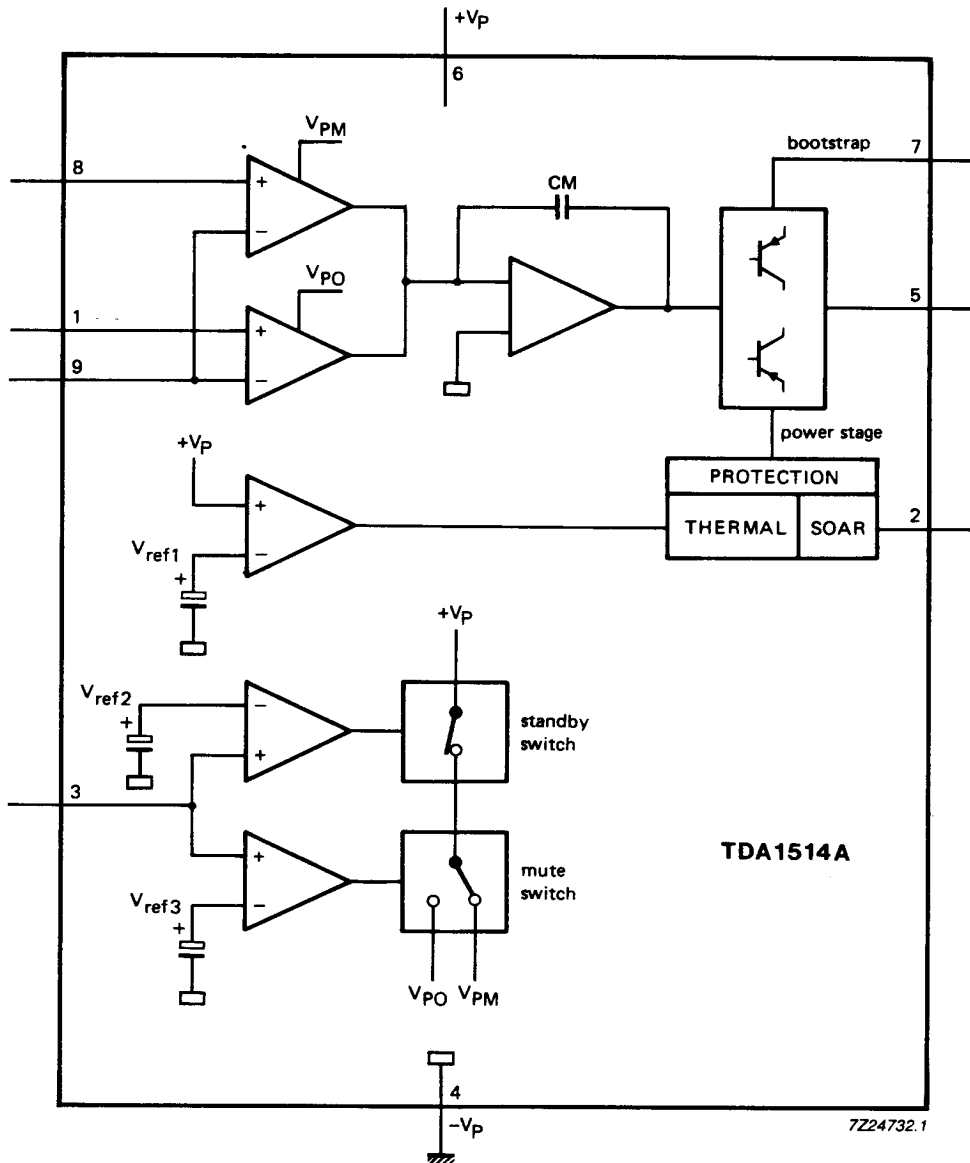 +VP
6
VPM
bootstrap
7
8
+
−
CM
VPO
5
1
+
−
9
power stage
+VP
PROTECTION
+
−
THERMAL
SOAR
2
Vref1
+
+VP
Vref2
+
−
+
standby
switch
3
+
−
TDA1514A
mute
switch
Vref3
+
VPO
VPM
4
−VP
7Z24732.1